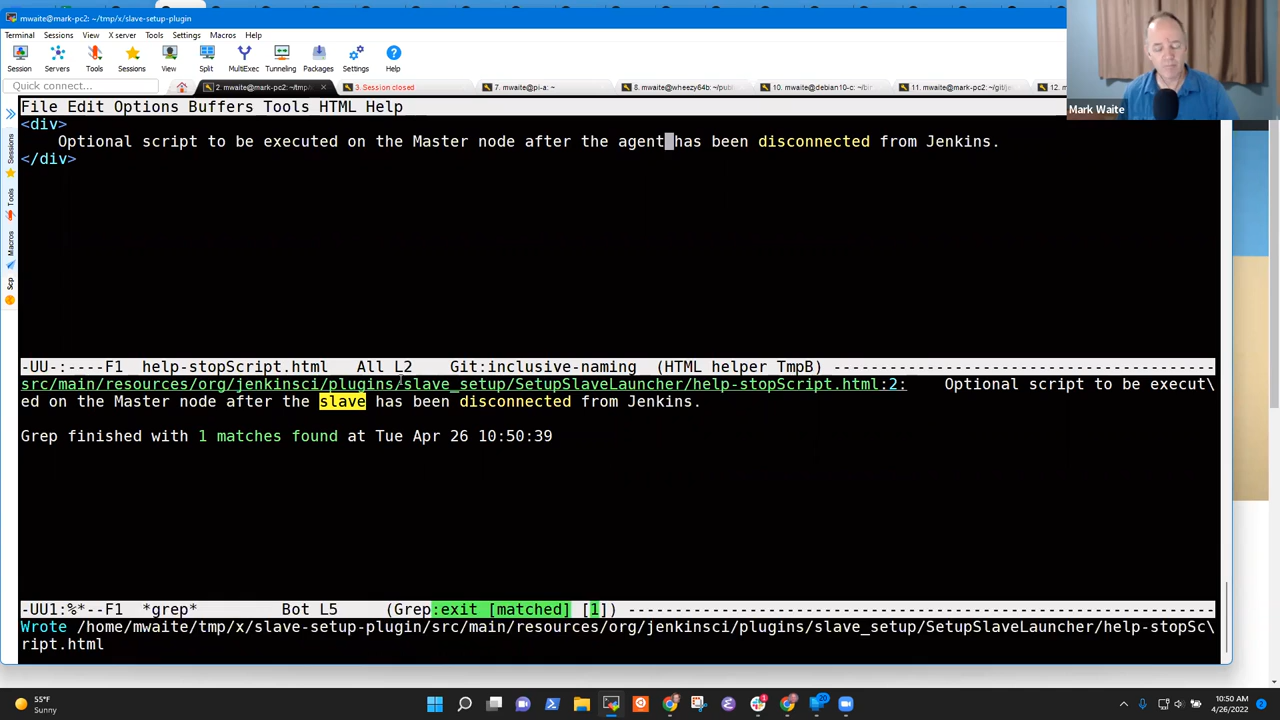 mwaite@mark-pc2: ~/tmp/x/slave-setup-plugin
Terminal Sessions View X server Tools Settings Macros Help
Session Servers Tools Sessions View Split MultiExec Tunneling Packages Settings Help
Quick connect...
2. mwaite@mark-pc2: ~/tmp
3. Session closed
7. mwaite@pi-a: ~
8. mwaite@wheezy64b: ~/pub
10. mwaite@debian10-c: ~/bir
11. mwaite@mark-pc2: ~/git/j
12.
Mark Waite
Sessions
Tools
Macros
Scp
File Edit Options Buffers Tools HTML Help
<div>
Optional script to be executed on the Master node after the agent has been disconnected from Jenkins.
</div>
-UU-:----F1 help-stopScript.html All L2 Git:inclusive-naming (HTML helper TmpB) ------------------------------------------
src/main/resources/org/jenkinsci/plugins/slave_setup/SetupSlaveLauncher/help-stopScript.html:2: Optional script to be execut\
ed on the Master node after the slave has been disconnected from Jenkins.
Grep finished with 1 matches found at Tue Apr 26 10:50:39
-UU1:%*--F1 *grep* Bot L5 (Grep:exit [matched] [1]) ----------------------------------------------------------------
Wrote /home/mwaite/tmp/x/slave-setup-plugin/src/main/resources/org/jenkinsci/plugins/slave_setup/SetupSlaveLauncher/help-stopSc\
ript.html
55°F
Sunny
1
20
10:50 AM
4/26/2022
2